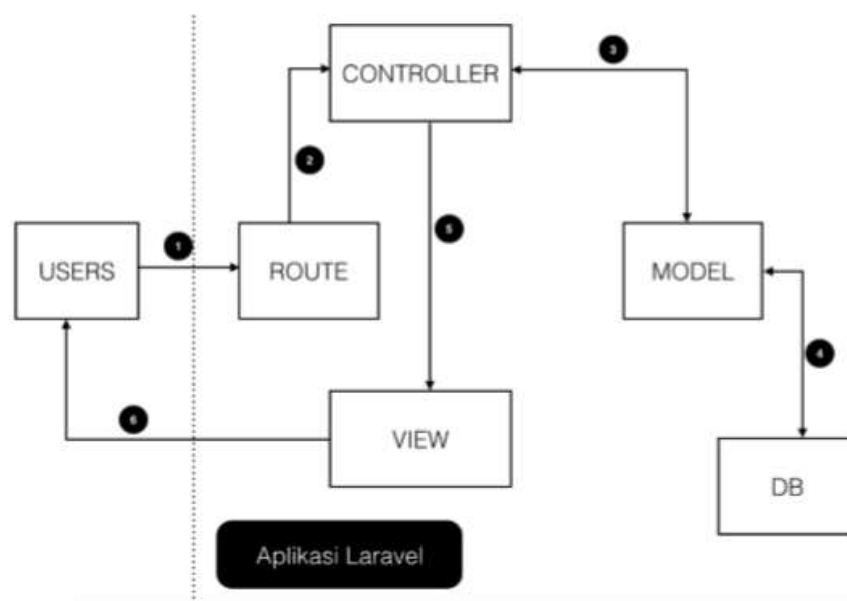 CONTROLLER
3
2
1
5
USERS
ROUTE
MODEL
4
6
VIEW
DB
Aplikasi Laravel